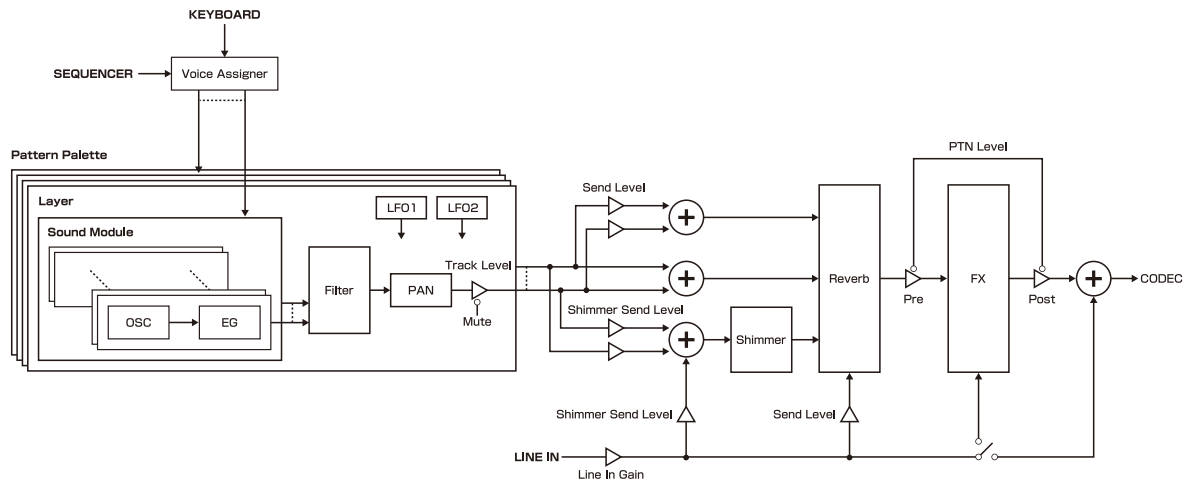 KEYBOARD
SEQUENCER
Voice Assigner
Pattern Palette
PTN Level
Layer
LFO1
LFO2
Send Level
Sound Module
Filter
PAN
Track Level
Mute
OSC
EG
Reverb
Pre
FX
Post
CODEC
Shimmer Send Level
Shimmer
Shimmer Send Level
Send Level
LINE IN
Line In Gain